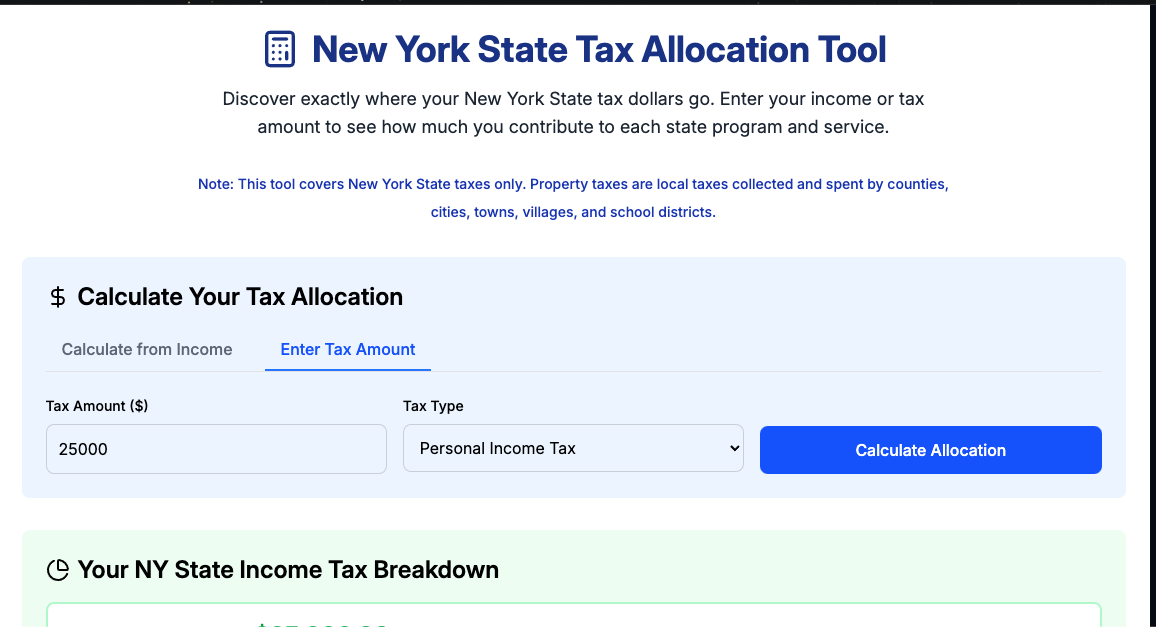 New York State Tax Allocation Tool
Discover exactly where your New York State tax dollars go. Enter your income or tax
amount to see how much you contribute to each state program and service.
Note: This tool covers New York State taxes only. Property taxes are local taxes collected and spent by counties,
cities, towns, villages, and school districts.
$ Calculate Your Tax Allocation
Calculate from Income
Enter Tax Amount
Tax Amount ($)
Tax Type
25000
Personal Income Tax
Calculate Allocation
Your NY State Income Tax Breakdown